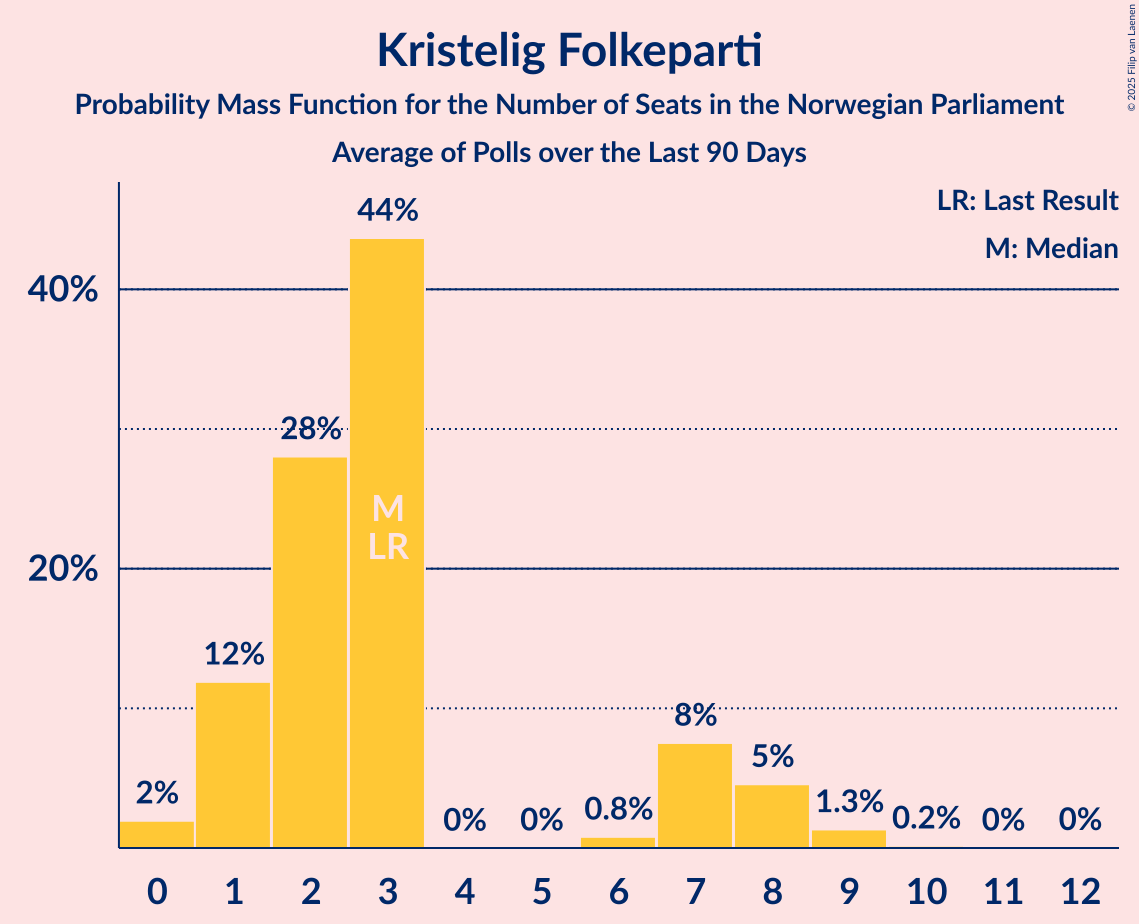 Kristelig Folkeparti
Probability Mass Function for the Number of Seats in the Norwegian Parliament
Average of Polls over the Last 90 Days
© 2025 Filip van Laenen
LR: Last Result
M: Median
44%
40%
28%
M
LR
20%
12%
8%
5%
2%
1.3%
0.8%
0.2%
0%
0%
0%
0%
0 1 2 3 4 5 6 7 8 9 10 11 12